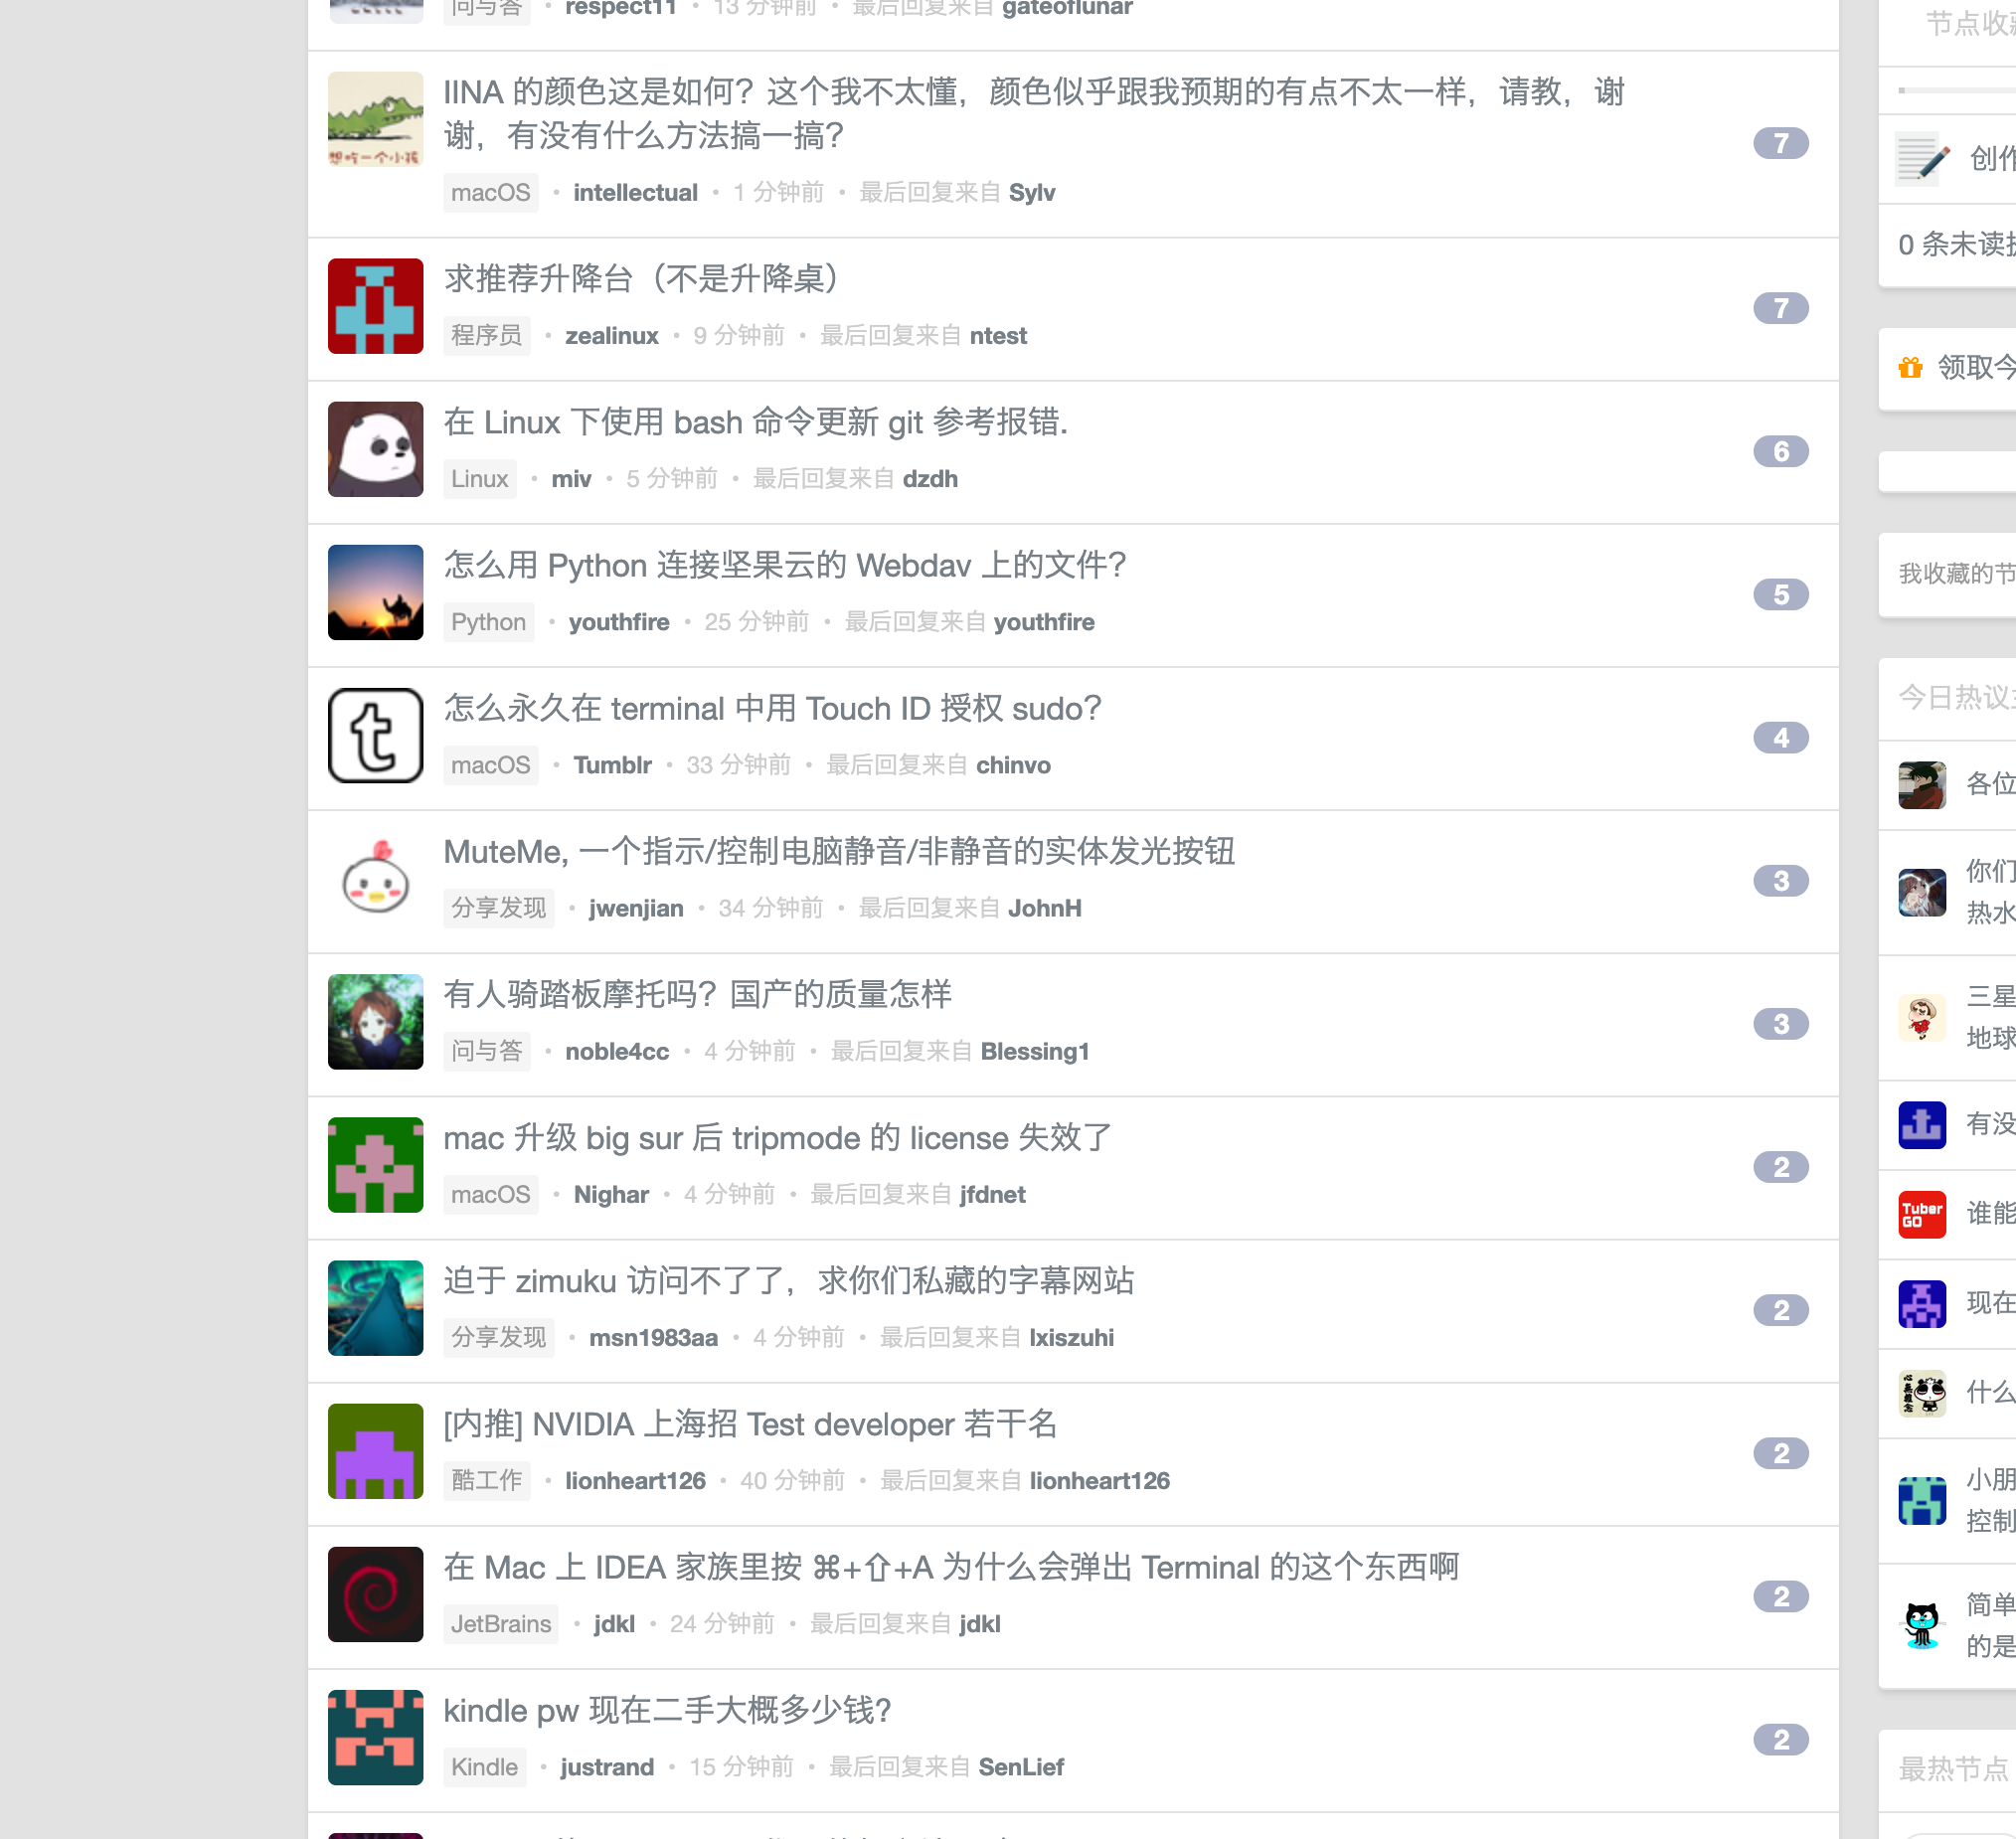 问与答 • respect11 • 13 分钟前 • 最后回复来自 gateoflunar
IINA 的颜色这是如何？这个我不太懂，颜色似乎跟我预期的有点不太一样，请教，谢
谢，有没有什么方法搞一搞？
7
macOS • intellectual • 1 分钟前 • 最后回复来自 Sylv
想吃一个小孩
求推荐升降台（不是升降桌）
7
程序员 • zealinux • 9 分钟前 • 最后回复来自 ntest
在 Linux 下使用 bash 命令更新 git 参考报错.
6
Linux • miv • 5 分钟前 • 最后回复来自 dzdh
怎么用 Python 连接坚果云的 Webdav 上的文件？
5
Python • youthfire • 25 分钟前 • 最后回复来自 youthfire
怎么永久在 terminal 中用 Touch ID 授权 sudo？
4
t
macOS • Tumblr • 33 分钟前 • 最后回复来自 chinvo
MuteMe, 一个指示/控制电脑静音/非静音的实体发光按钮
3
分享发现 • jwenjian • 34 分钟前 • 最后回复来自 JohnH
有人骑踏板摩托吗？国产的质量怎样
3
问与答 • noble4cc • 4 分钟前 • 最后回复来自 Blessing1
mac 升级 big sur 后 tripmode 的 license 失效了
2
macOS • Nighar • 4 分钟前 • 最后回复来自 jfdnet
迫于 zimuku 访问不了了，求你们私藏的字幕网站
2
分享发现 • msn1983aa • 4 分钟前 • 最后回复来自 lxiszuhi
[内推] NVIDIA 上海招 Test developer 若干名
2
酷工作 • lionheart126 • 40 分钟前 • 最后回复来自 lionheart126
在 Mac 上 IDEA 家族里按 ⌘+⇧+A 为什么会弹出 Terminal 的这个东西啊
2
JetBrains • jdkl • 24 分钟前 • 最后回复来自 jdkl
kindle pw 现在二手大概多少钱?
2
Kindle • justrand • 15 分钟前 • 最后回复来自 SenLief
节点收
创作
0 条未读
领取今
我收藏的节
今日热议
各位
你们
热水
三星
地球
有没
Tuber
GO
谁能
现在
什么
小朋
控制
简单
的是
最热节点